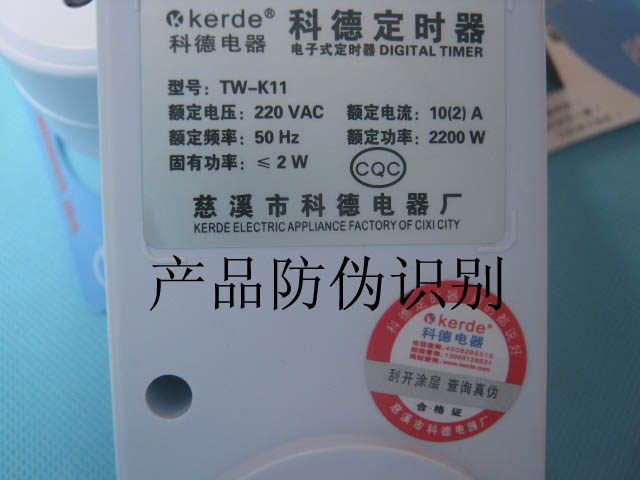 kerde® 科德定时器
科德电器 电子式定时器 DIGITAL TIMER
型号: TW-K11
额定电压: 220 VAC 额定电流: 10(2) A
额定频率: 50 Hz 额定功率: 2200 W
固有功率: ≤ 2 W CQC
慈溪市科德电器厂
KERDE ELECTRIC APPLIANCE FACTORY OF CIXI CITY
产品防伪识别
科德定时器
kerde®
科德电器
刮开涂层 查询真伪
合格证
慈溪市科德电器厂